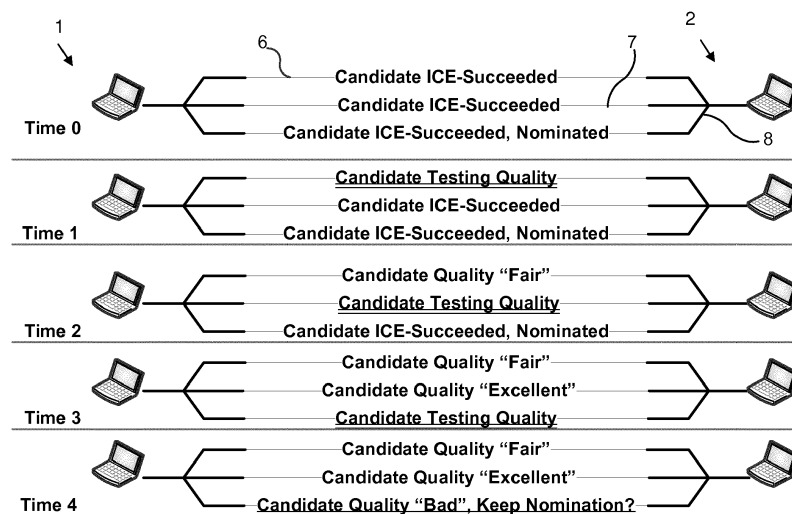 1
2
6
7
Candidate ICE-Succeeded
Candidate ICE-Succeeded
Candidate ICE-Succeeded, Nominated
8
Time 0
Candidate Testing Quality
Candidate ICE-Succeeded
Candidate ICE-Succeeded, Nominated
Time 1
Candidate Quality “Fair”
Candidate Testing Quality
Candidate ICE-Succeeded, Nominated
Time 2
Candidate Quality “Fair”
Candidate Quality “Excellent”
Candidate Testing Quality
Time 3
Candidate Quality “Fair”
Candidate Quality “Excellent”
Candidate Quality “Bad”, Keep Nomination?
Time 4